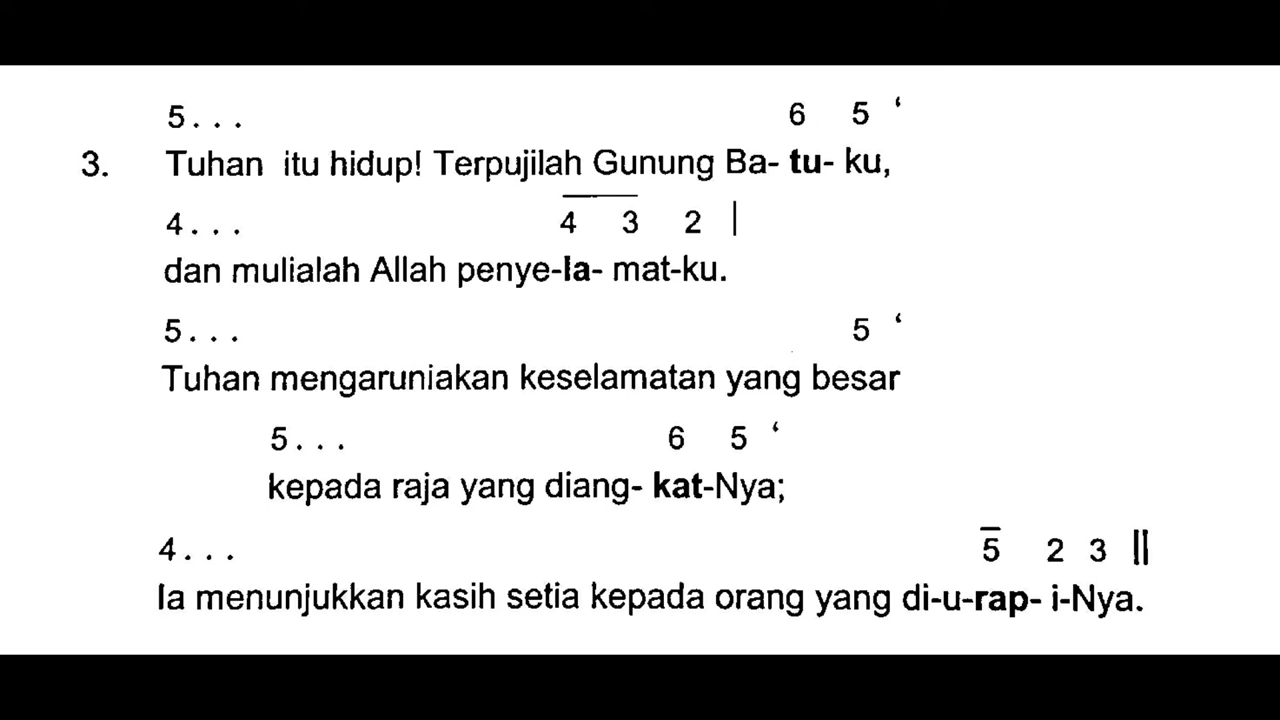 5... 6 5 ‘
3. Tuhan itu hidup! Terpujilah Gunung Ba- tu- ku,
4... 4 3 2 |
dan mulialah Allah penye-la- mat-ku.
5... 5 ‘
Tuhan mengaruniakan keselamatan yang besar
5... 6 5 ‘
kepada raja yang diang- kat-Nya;
4... 5 2 3 ||
Ia menunjukkan kasih setia kepada orang yang di-u-rap- i-Nya.